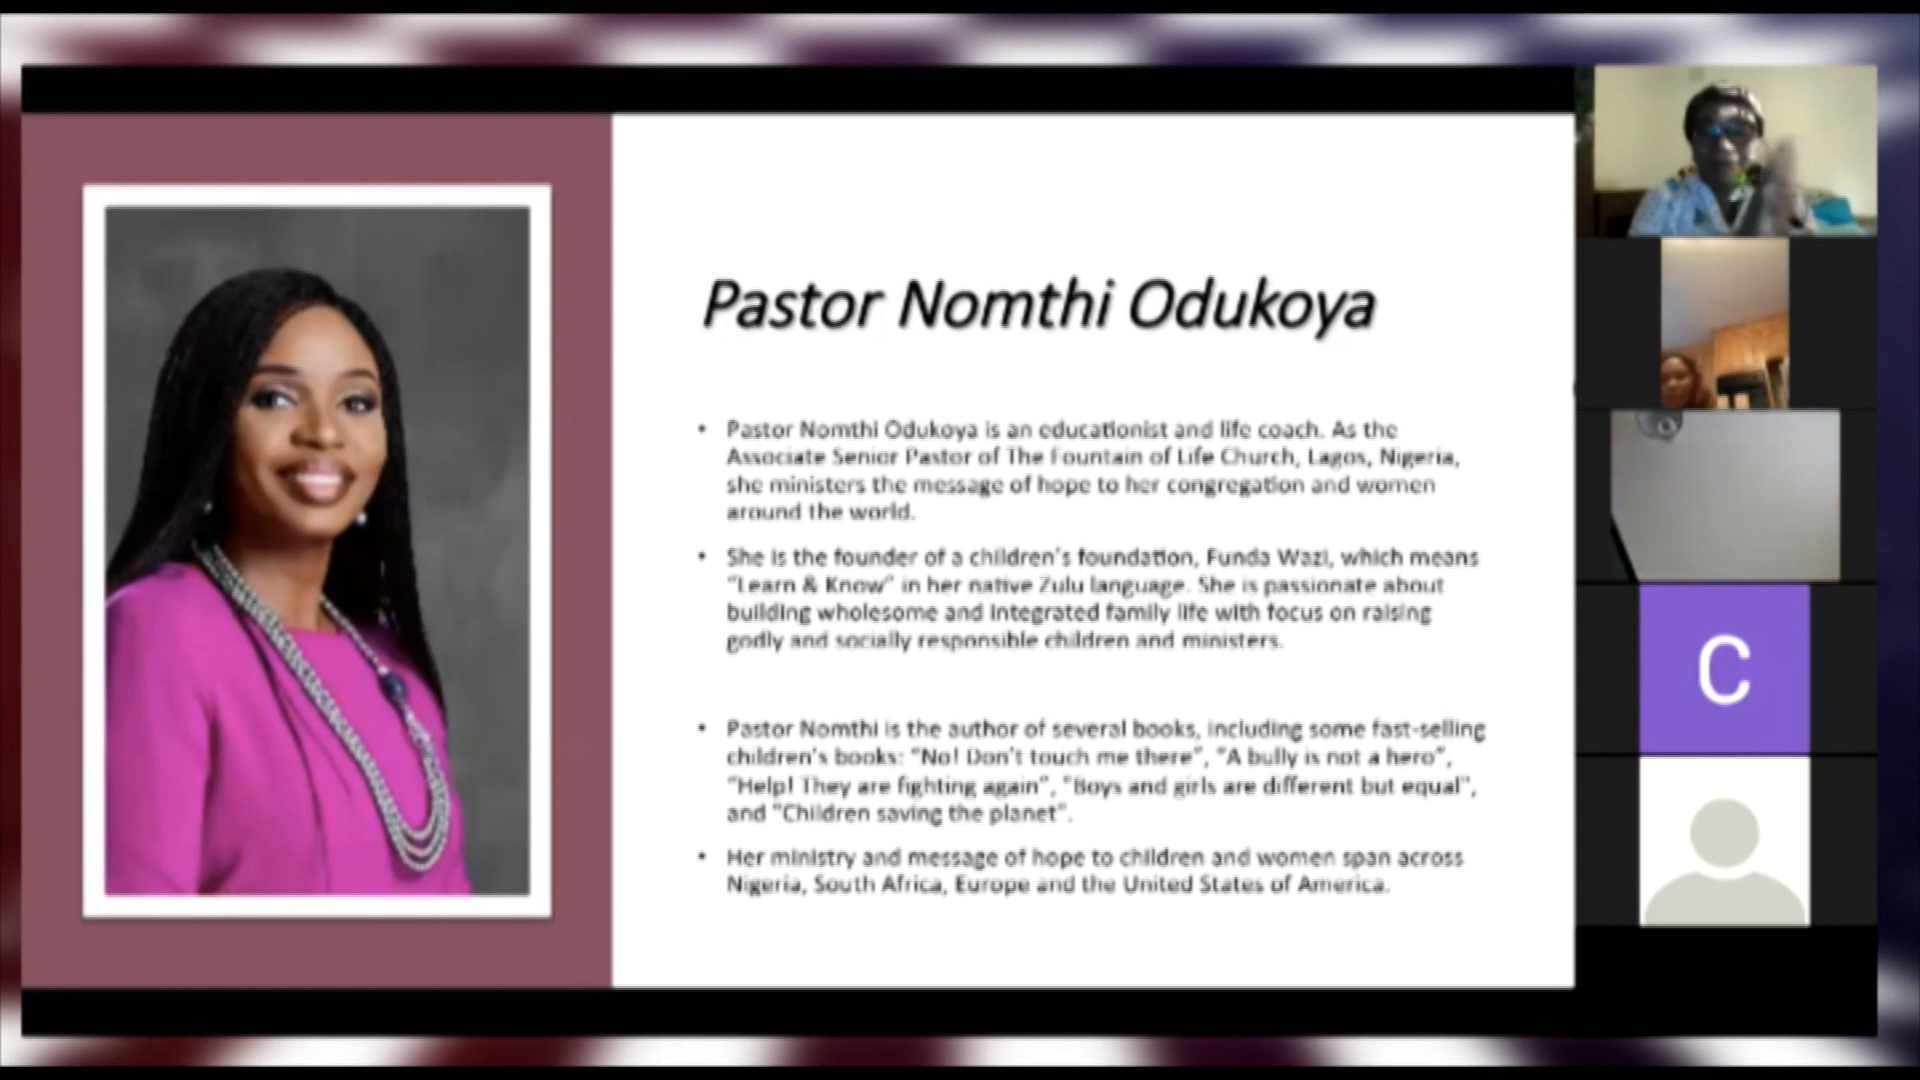 Pastor Nomthi Odukoya
• Pastor Nomthi Odukoya is an educationist and life coach. As the
Associate Senior Pastor of The Fountain of Life Church, Lagos, Nigeria,
she ministers the message of hope to her congregation and women
around the world.
• She is the founder of a children's foundation, Funda Wazi, which means
"Learn & Know" in her native Zulu language. She is passionate about
building wholesome and integrated family life with focus on raising
godly and socially responsible children and ministers.
• Pastor Nomthi is the author of several books, including some fast-selling
children's books: "No! Don't touch me there", "A bully is not a hero",
"Help! They are fighting again", "Boys and girls are different but equal",
and "Children saving the planet".
• Her ministry and message of hope to children and women span across
Nigeria, South Africa, Europe and the United States of America.
C